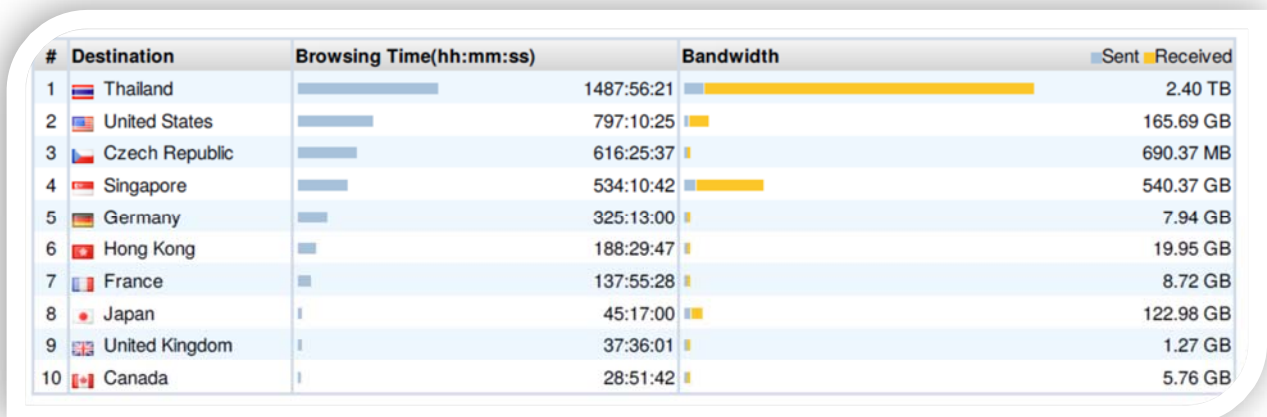 # Destination Browsing Time(hh:mm:ss) Bandwidth Sent Received
1 Thailand 1487:56:21 2.40 TB
2 United States 797:10:25 165.69 GB
3 Czech Republic 616:25:37 690.37 MB
4 Singapore 534:10:42 540.37 GB
5 Germany 325:13:00 7.94 GB
6 Hong Kong 188:29:47 19.95 GB
7 France 137:55:28 8.72 GB
8 Japan 45:17:00 122.98 GB
9 United Kingdom 37:36:01 1.27 GB
10 Canada 28:51:42 5.76 GB